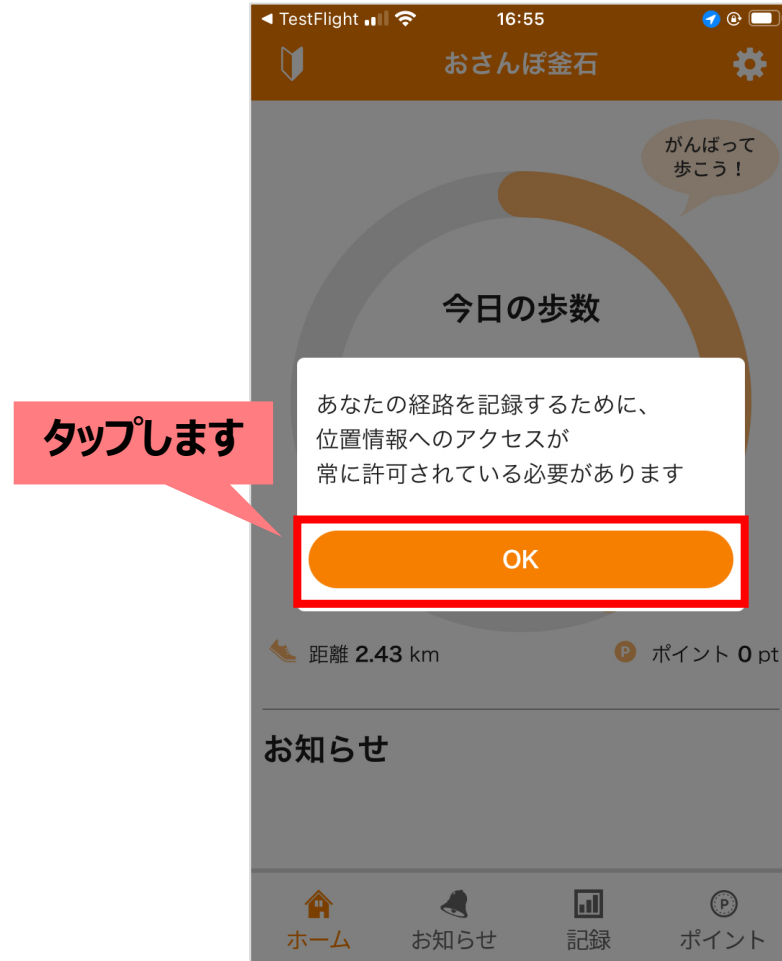 ◀ TestFlight
16:55
おさんぽ釜石
がんばって
歩こう！
今日の歩数
あなたの経路を記録するために、
位置情報へのアクセスが
常に許可されている必要があります
タップします
OK
距離 2.43 km
P ポイント 0 pt
お知らせ
ホーム お知らせ 記録 P ポイント